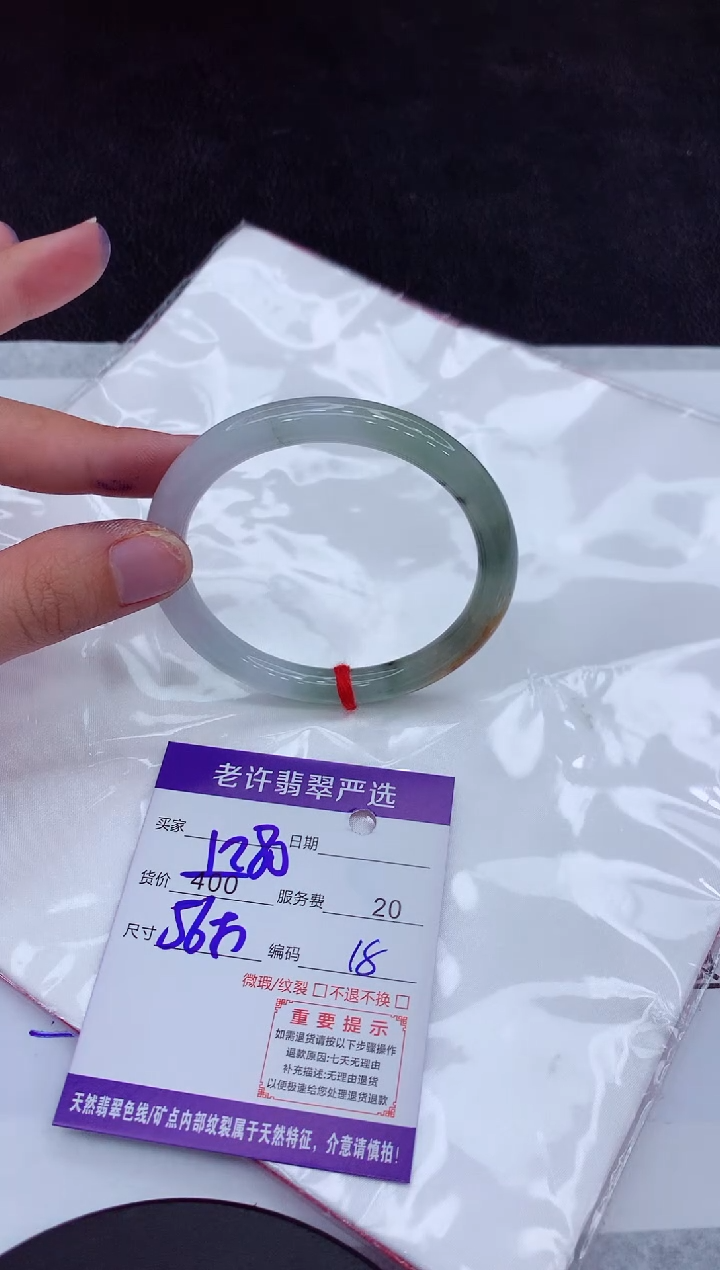 老许翡翠严选
买家 日期
货价 400 服务费 20
尺寸 56 编码 18
微瑕/纹裂 □ 不退不换 □
重要提示
如需退货请按以下步骤操作
退款原因:七天无理由
补充描述:无理由退货
以便极速给您处理退货退款
天然翡翠色线/矿点内部纹裂属于天然特征，介意请慎拍!